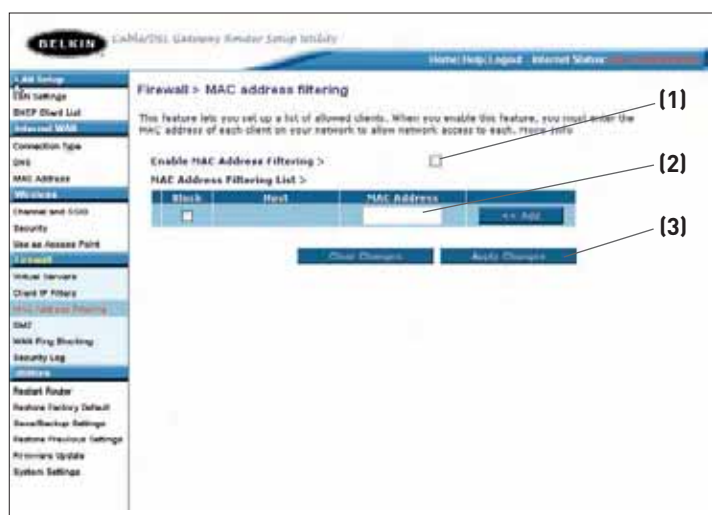 BELKIN Cable/DSL Gateway Router Setup Utility
Home|Help|Logout Internet Status:
LAN Setup
LAN Settings
DHCP Client List
Internet WAN
Connection Type
DNS
MAC Address
Wireless
Channel and SSID
Security
Use as Access Point
Firewall
Virtual Servers
Client IP Filters
MAC Address Filtering
DMZ
WAN Ping Blocking
Security Log
Utilities
Restart Router
Restore Factory Default
Save/Backup Settings
Restore Previous Settings
Firmware Update
System Settings
Firewall > MAC address filtering
This feature lets you set up a list of allowed clients. When you enable this feature, you must enter the
MAC address of each client on your network to allow network access to each. More Info
Enable MAC Address Filtering >
MAC Address Filtering List >
Block Host MAC Address
<< Add
Clear Changes Apply Changes
(1)
(2)
(3)